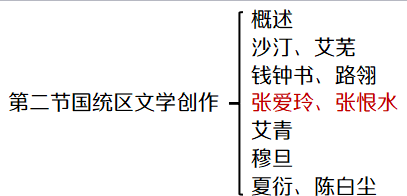 第二节国统区文学创作
概述
沙汀、艾芜
钱钟书、路翎
张爱玲、张恨水
艾青
穆旦
夏衍、陈白尘